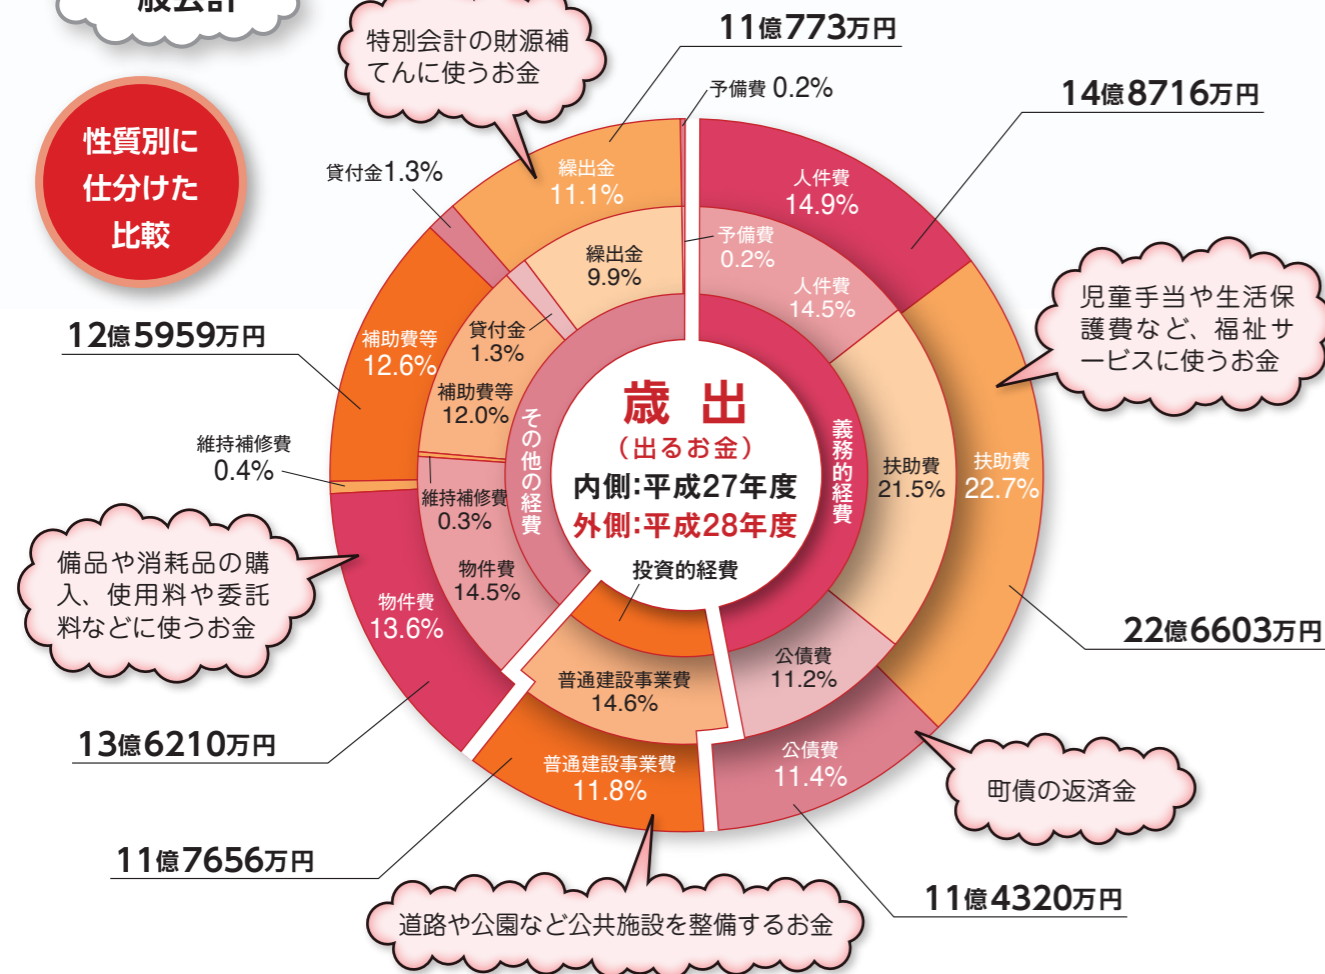 般会計
性質別に
仕分けた
比較
特別会計の財源補
てんに使うお金
11億773万円
予備費 0.2%
14億8716万円
貸付金1.3%
繰出金
11.1%
人件費
14.9%
繰出金
9.9%
予備費
0.2%
人件費
14.5%
児童手当や生活保
護費など、福祉サ
ービスに使うお金
12億5959万円
補助費等
12.6%
貸付金
1.3%
補助費等
12.0%
その他の経費
歳出
(出るお金)
内側:平成27年度
外側:平成28年度
投資的経費
義務的経費
扶助費
21.5%
扶助費
22.7%
維持補修費
0.4%
維持補修費
0.3%
備品や消耗品の購
入、使用料や委託
料などに使うお金
物件費
14.5%
物件費
13.6%
22億6603万円
公債費
11.2%
普通建設事業費
14.6%
13億6210万円
普通建設事業費
11.8%
公債費
11.4%
町債の返済金
11億7656万円
11億4320万円
道路や公園など公共施設を整備するお金